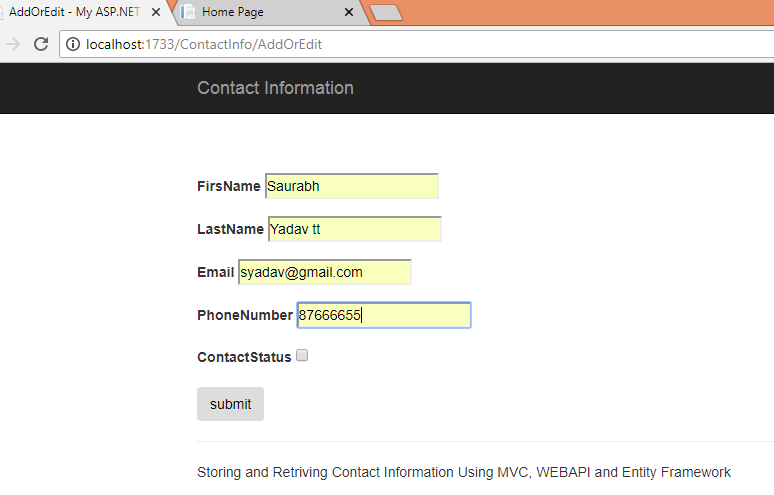 AddOrEdit - My ASP.NET
Home Page
localhost:1733/ContactInfo/AddOrEdit
Contact Information
FirsName Saurabh
LastName Yadav tt
Email syadav@gmail.com
PhoneNumber 87666655
ContactStatus
submit
Storing and Retriving Contact Information Using MVC, WEBAPI and Entity Framework